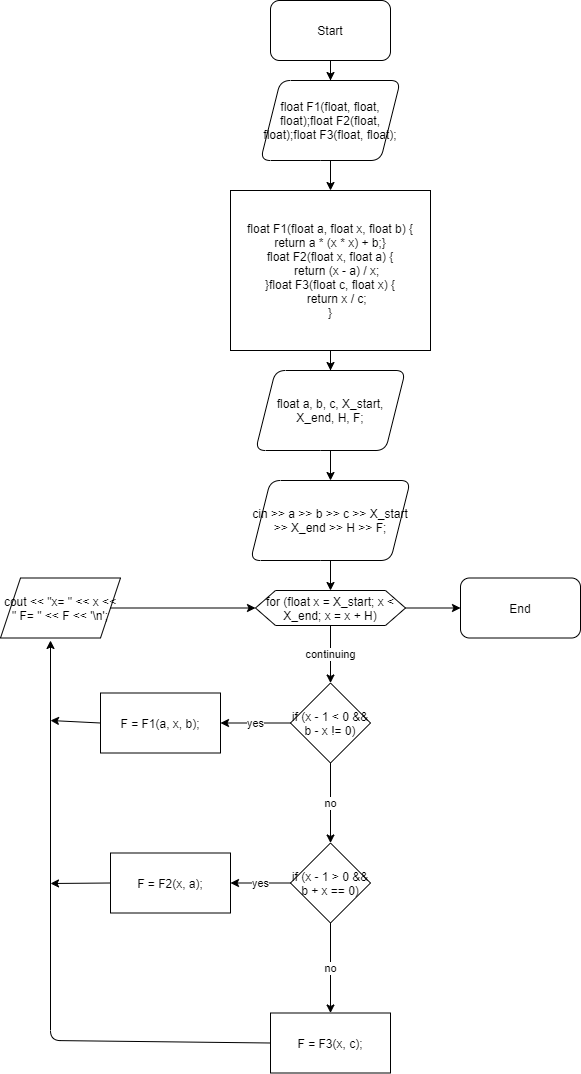 Start
float F1(float, float,
float);float F2(float,
float);float F3(float, float);
float F1(float a, float x, float b) {
return a * (x * x) + b;}
float F2(float x, float a) {
return (x - a) / x;
}float F3(float c, float x) {
return x / c;
}
float a, b, c, X_start,
X_end, H, F;
cin >> a >> b >> c >> X_start
>> X_end >> H >> F;
cout << "x= " << x <<
" F= " << F << '\n';
for (float x = X_start; x <
X_end; x = x + H)
End
continuing
F = F1(a, x, b);
yes
if (x - 1 < 0 &&
b - x != 0)
no
F = F2(x, a);
yes
if (x - 1 > 0 &&
b + x == 0)
no
F = F3(x, c);